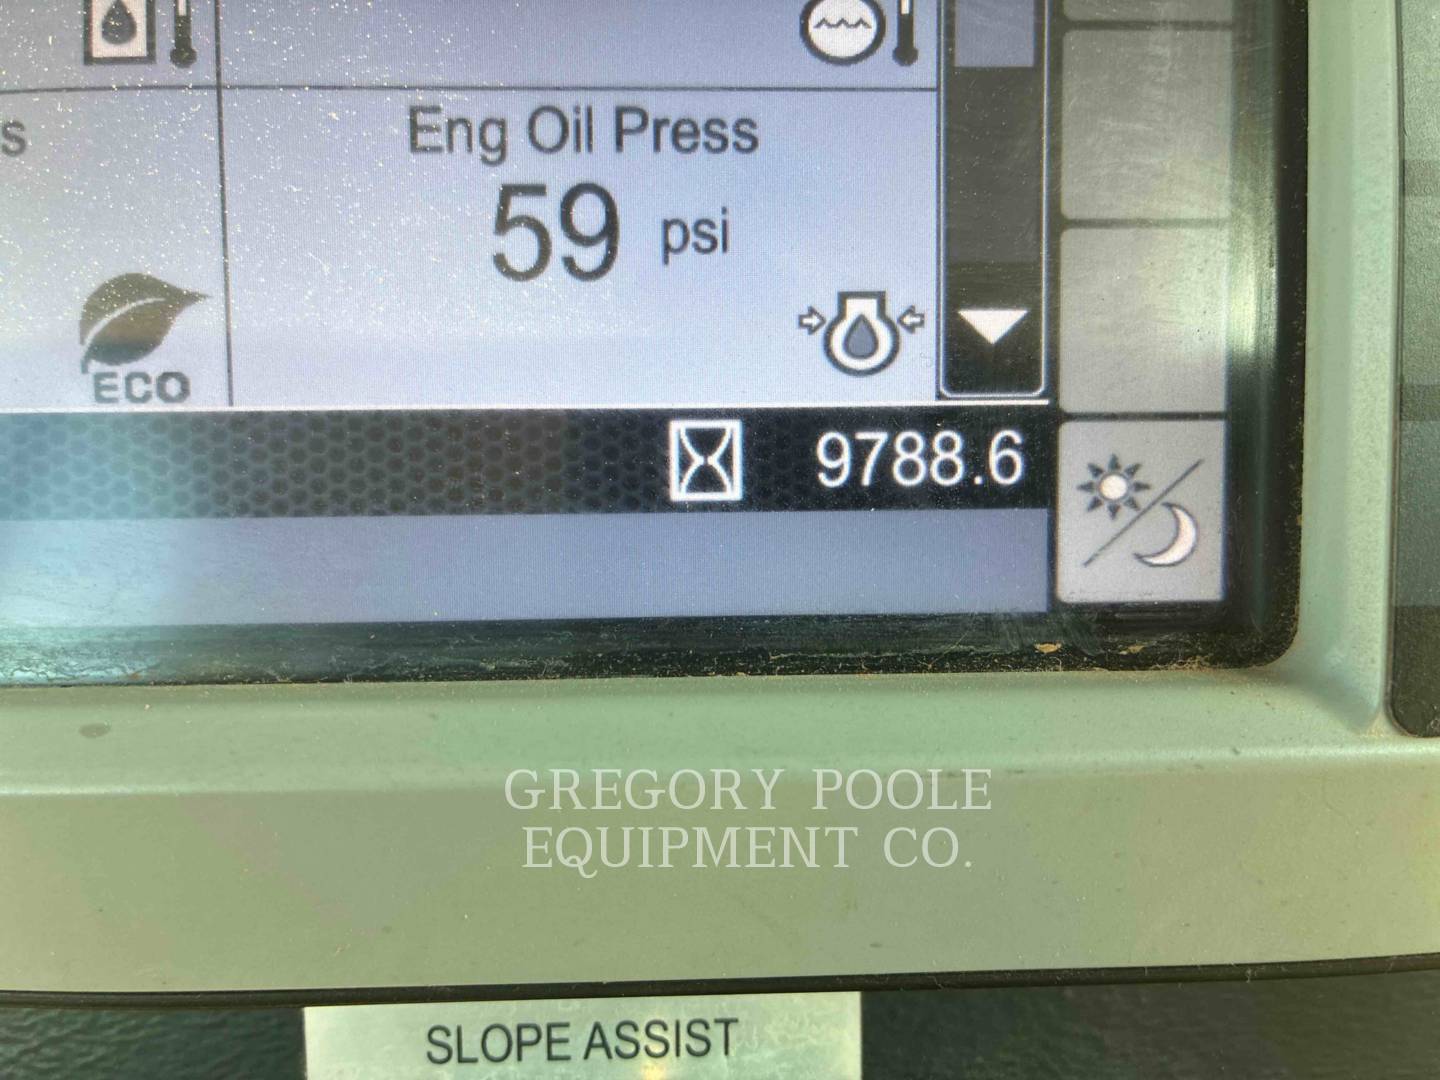 s
Eng Oil Press
59 psi
ECO
9788.6
GREGORY POOLE
EQUIPMENT CO.
SLOPE ASSIST